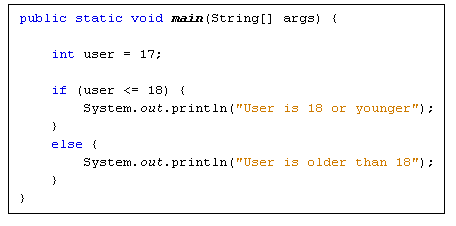 public static void main(String[] args) {
int user = 17;
if (user <= 18) {
System.out.println("User is 18 or younger");
}
else {
System.out.println("User is older than 18");
}
}